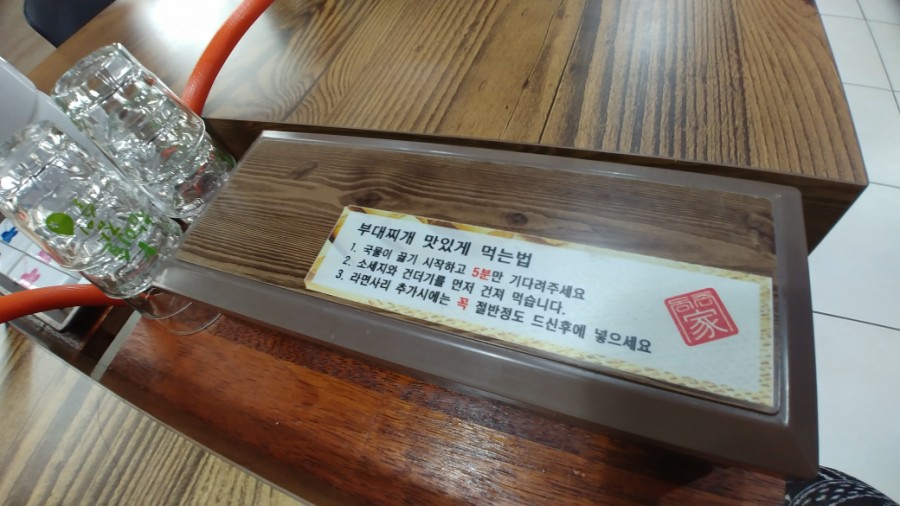 부대찌개 맛있게 먹는법
1. 국물이 끓기 시작하고 5분만 기다려주세요
2. 소세지와 건더기를 먼저 건져 먹습니다.
3. 라면사리 추가시에는 꼭 절반정도 드신후에 넣으세요
家